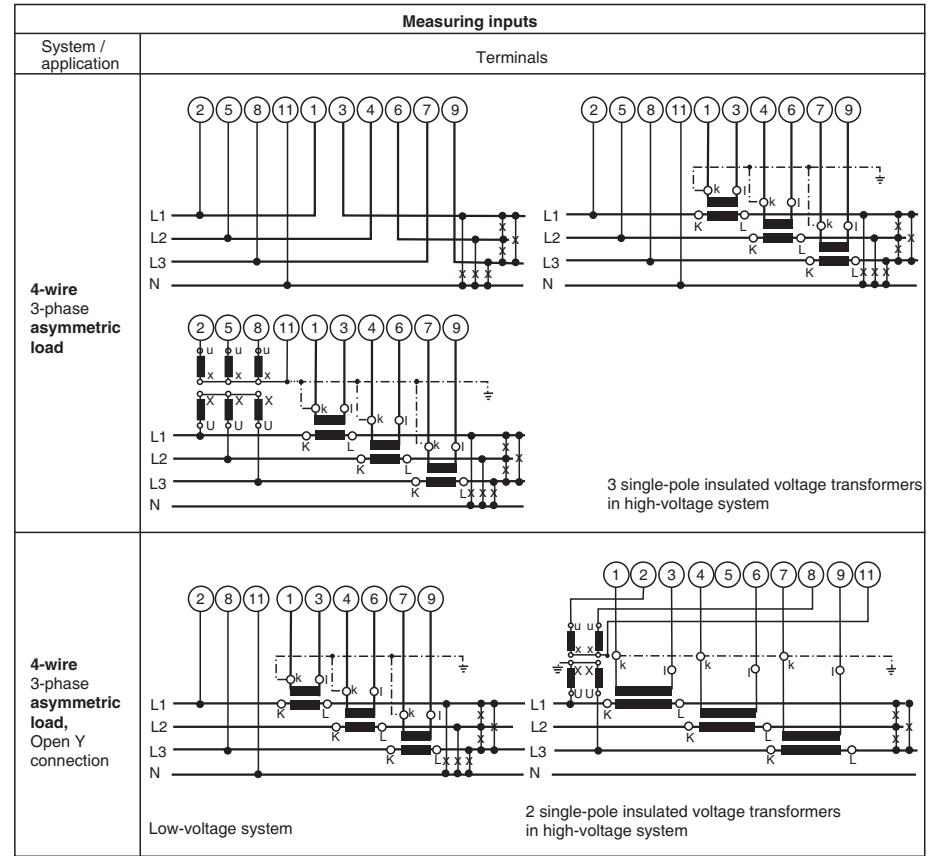 Measuring inputs
System /
application
Terminals
4-wire
3-phase
asymmetric
load
2 5 8 11 1 3 4 6 7 9
L1
L2
L3
N
x x x
x
x
x
2 5 8 11 1 3 4 6 7 9
k l
k l
k l
L1
K L
L2
K L
L3
K L
N
x x x
x
x
x
2 5 8 11 1 3 4 6 7 9
u u u
x x x
X X X
U U U
k l
k l
k l
L1
K L
L2
K L
L3
K L
N
x x x
x
x
x
3 single-pole insulated voltage transformers
in high-voltage system
4-wire
3-phase
asymmetric
load,
Open Y
connection
2 8 11 1 3 4 6 7 9
k l
k l
k l
L1
K L
L2
K L
L3
K L
N
x x x
x
x
x
Low-voltage system
1 2 3 4 5 6 7 8 9 11
u u
x x
X X
U U
k l k l k l
L1
K L
L2
K L
L3
K L
N
x
x
x
2 single-pole insulated voltage transformers
in high-voltage system